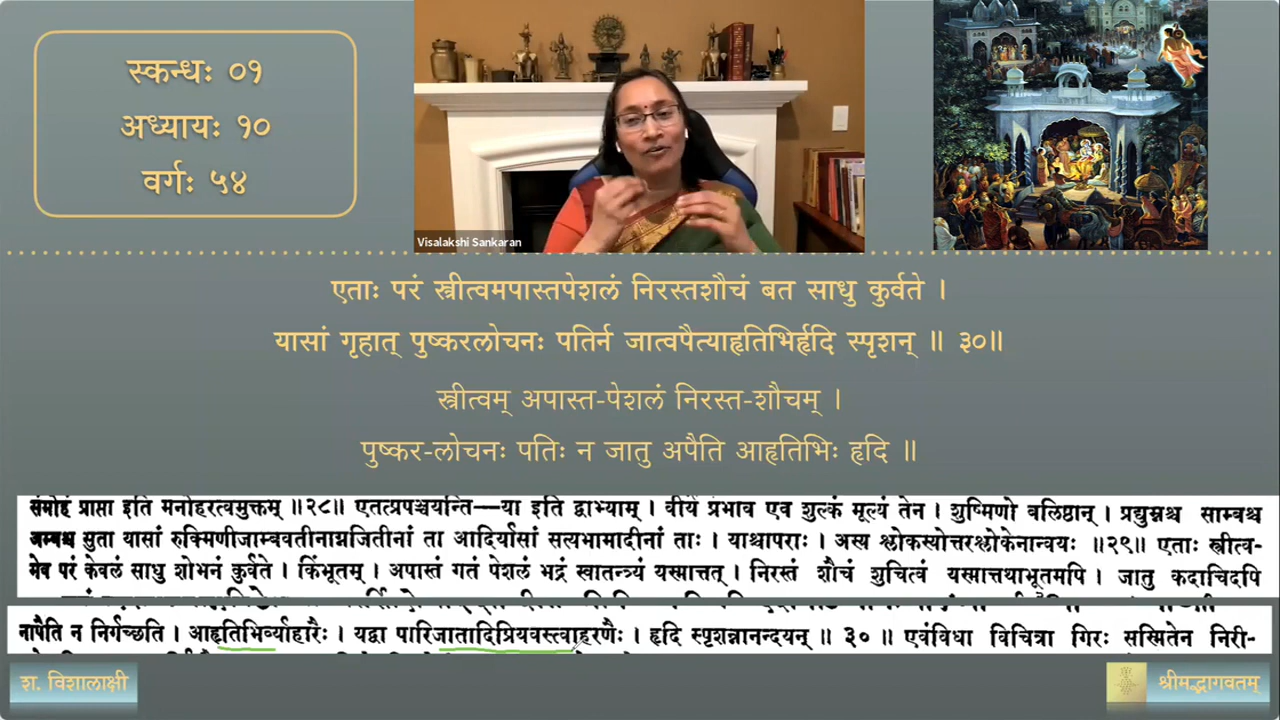 स्कन्धः ०१
अध्यायः १०
वर्गः ५४
Visalakshi Sankaran
एताः परं स्त्रीत्वमपास्तपेशलं निरस्तशौचं बत साधु कुर्वते ।
यासां गृहात् पुष्करलोचनः पतिर्न जात्वपैत्याहृतिभिर्हृदि स्पृशन् ॥ ३०॥
स्त्रीत्वम् अपास्त-पेशलं निरस्त-शौचम् ।
पुष्कर-लोचनः पतिः न जातु अपैति आहृतिभिः हृदि ॥
संमोहं प्राप्ता इति मनोहरत्वमुक्तम् ॥२८॥ एतत्प्रपञ्चयन्ति—या इति द्वाभ्याम् । वीर्यं प्रभाव एव शुल्कं मूल्यं तेन । शुष्मिणो बलिष्ठान् । प्रद्युम्नश्च साम्बश्च
अम्बश्च सुता यासां रुक्मिणीजाम्बवतीनाग्नजितीनां ता आदिर्यासां सत्यभामादीनां ताः । याश्चापराः । अस्य श्लोकस्योत्तरश्लोकेनान्वयः ॥२९॥ एताः स्त्रीत्व-
मेव परं केवलं साधु शोभनं कुर्वते । किंभूतम् । अपास्तं गतं पेशलं भद्रं स्वातन्त्र्यं यस्मात्तत् । निरस्तं शौचं शुचित्वं यस्मात्तथाभूतमपि । जातु कदाचिदपि
नापैति न निर्गच्छति । आहृतिभिर्व्याहारैः । यद्वा पारिजातादिप्रियवस्त्वाहरणैः । हृदि स्पृशन्नानन्दयन् ॥ ३० ॥ एवंविधा विचित्रा गिरः सस्मितेन निरी-
श. विशालाक्षी
श्रीमद्भागवतम्